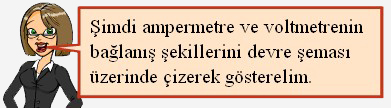 Şimdi ampermetre ve voltmetrenin
bağlanış şekillerini devre şeması
üzerinde çizerek gösterelim.